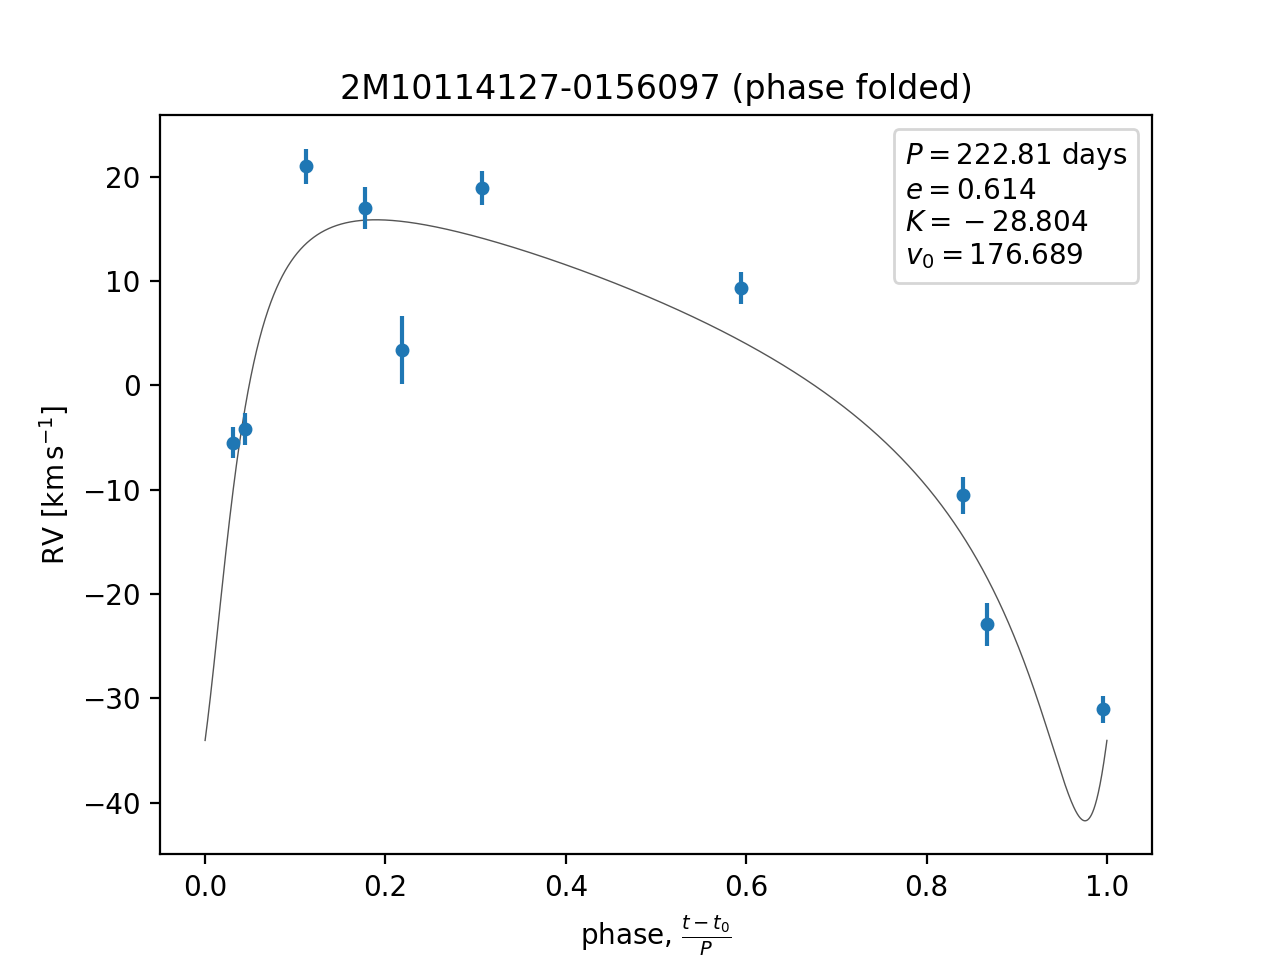 2M10114127-0156097 (phase folded)
P = 222.81 days
e = 0.614
K = −28.804
v₀ = 176.689
20
10
0
−10
−20
−30
−40
RV [km s⁻¹]
0.0 0.2 0.4 0.6 0.8 1.0
phase, (t − t₀)/P